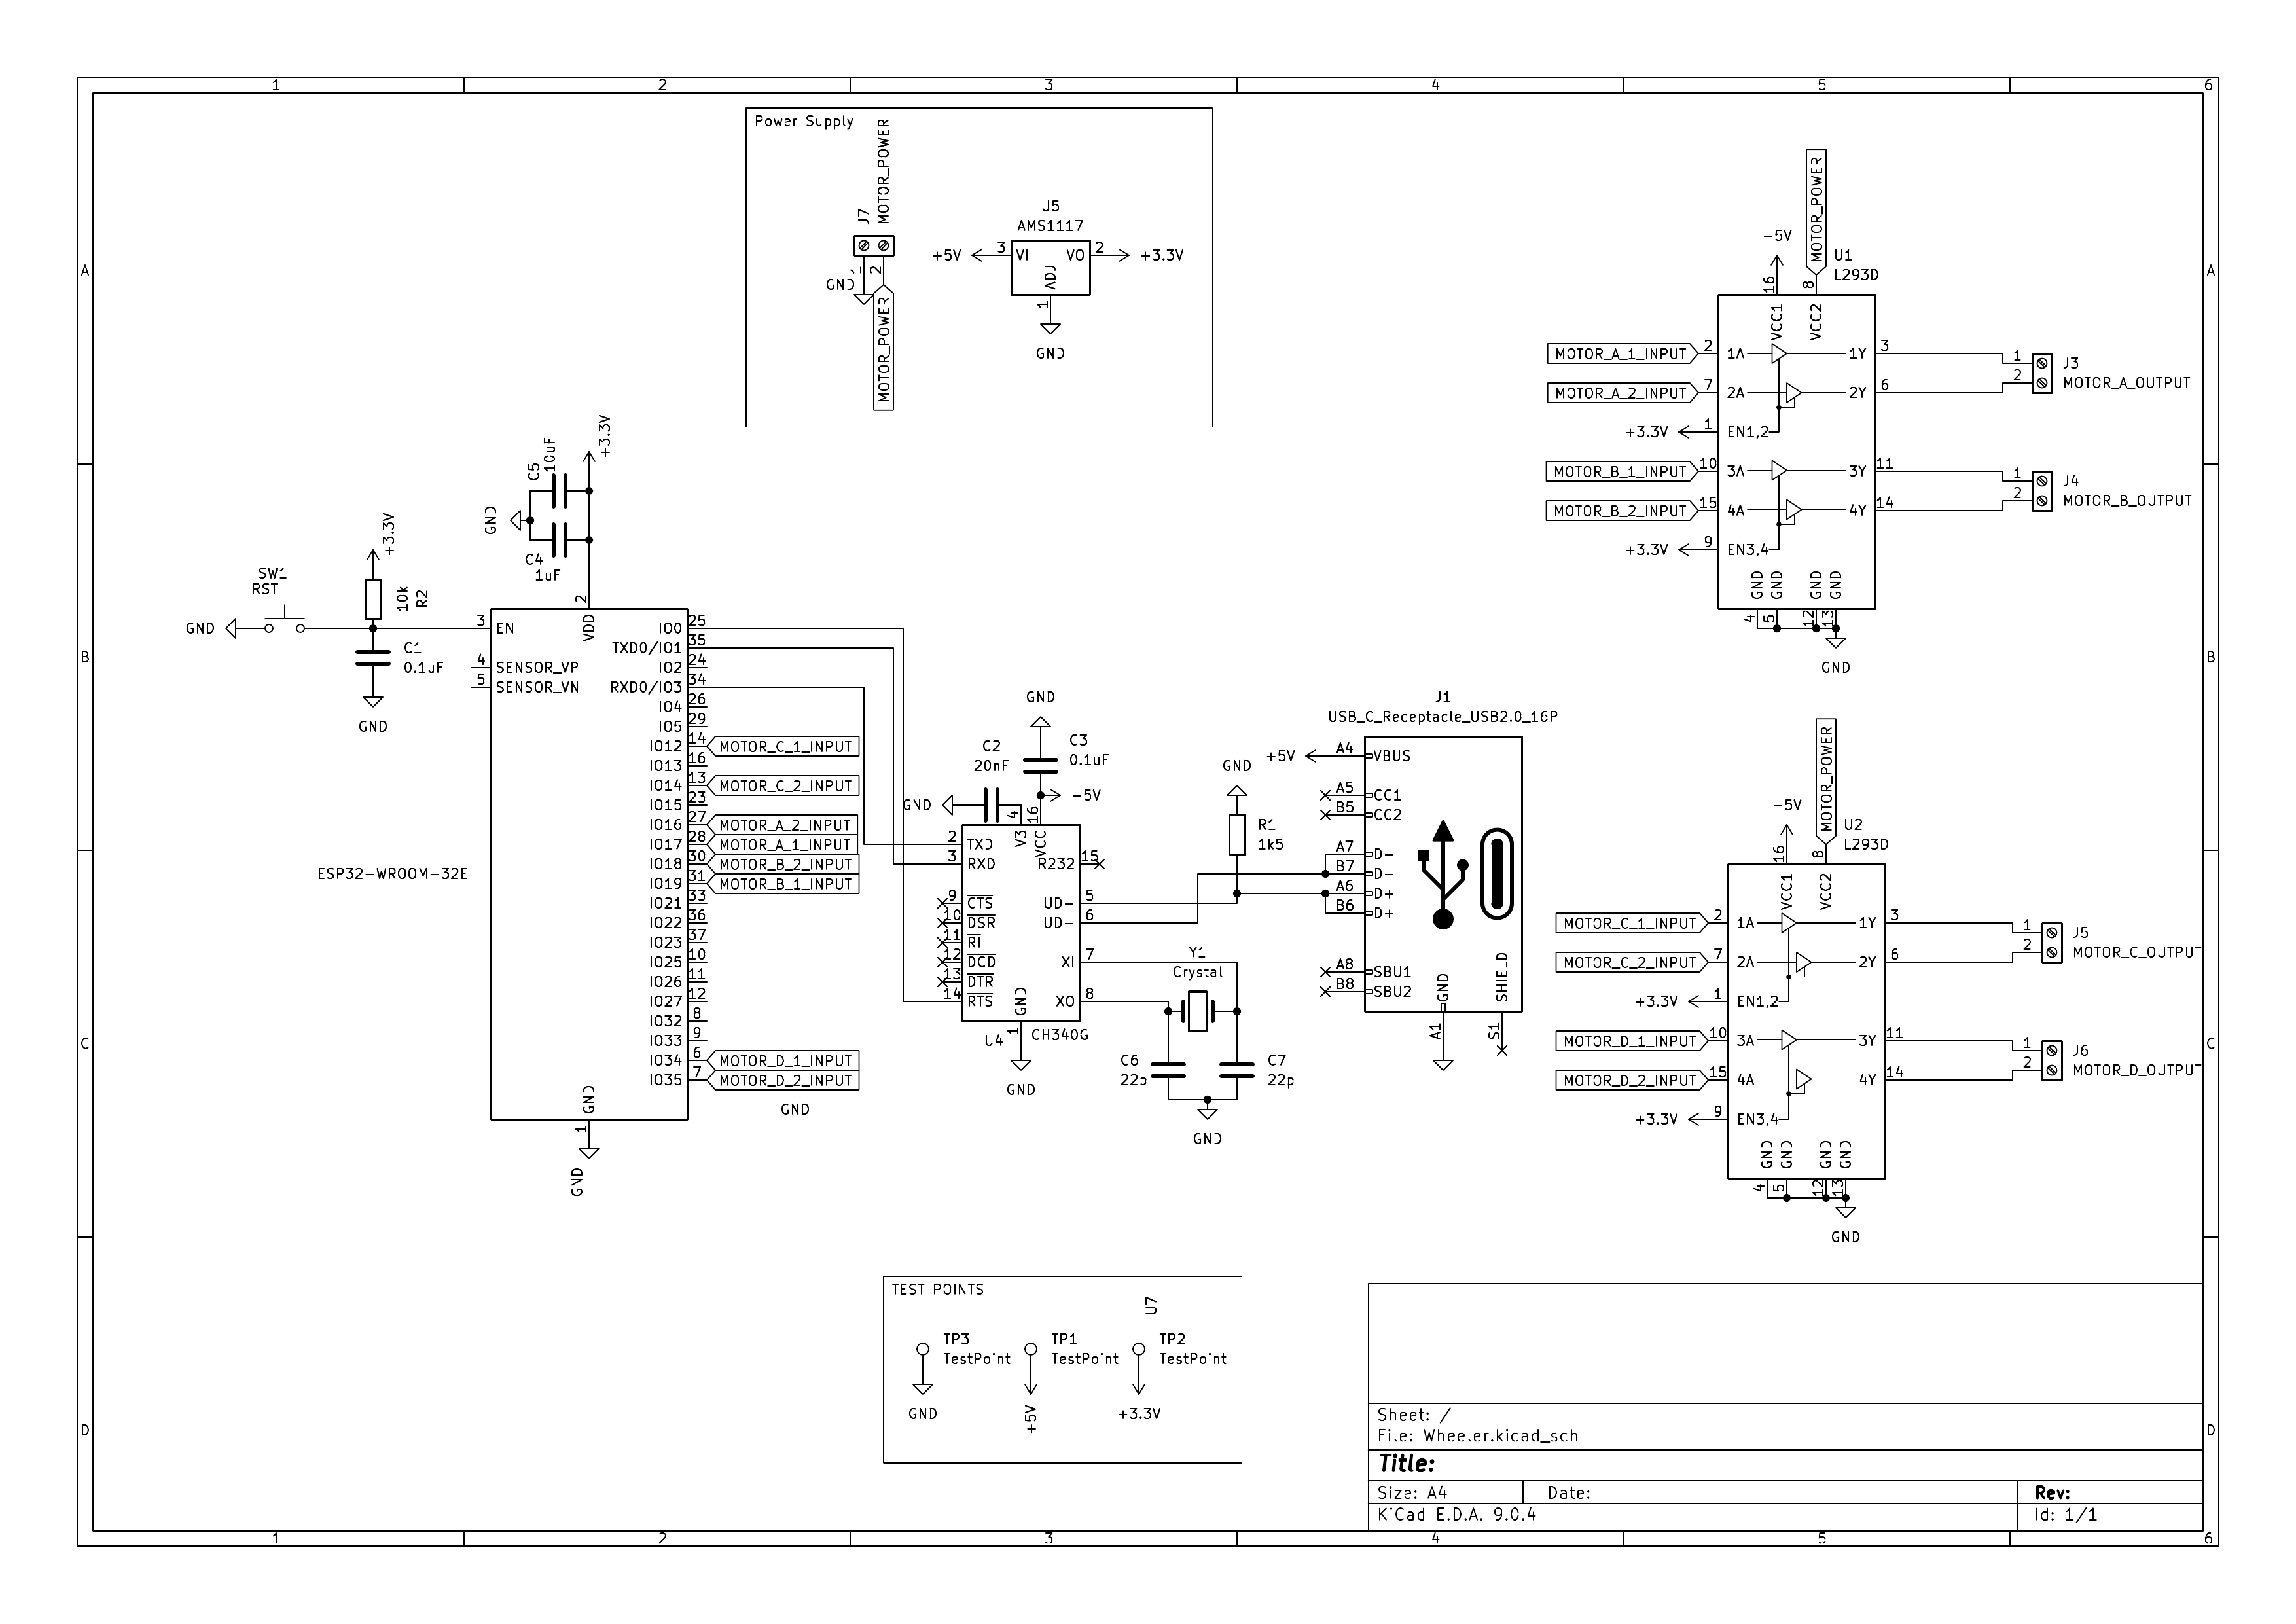 1 2 3 4 5 6
A
B
C
D
A
B
C
D
1 2 3 4 5 6
Power Supply
J7
MOTOR_POWER
1
2
GND
MOTOR_POWER
U5
AMS1117
+5V
3
VI
VO
2
+3.3V
ADJ
1
GND
MOTOR_POWER
+5V
U1
L293D
16
8
VCC1
VCC2
MOTOR_A_1_INPUT 2 1A 1Y 3
MOTOR_A_2_INPUT 7 2A 2Y 6
+3.3V 1 EN1,2
MOTOR_B_1_INPUT 10 3A 3Y 11
MOTOR_B_2_INPUT 15 4A 4Y 14
+3.3V 9 EN3,4
GND GND GND GND
4 5 12 13
GND
1 J3
2 MOTOR_A_OUTPUT
1 J4
2 MOTOR_B_OUTPUT
+3.3V
C5
10uF
GND
C4
1uF
+3.3V
SW1
RST
10k
R2
GND
C1
0.1uF
GND
2
VDD
3 EN
4 SENSOR_VP
5 SENSOR_VN
IO0 25
TXD0/IO1 35
IO2 24
RXD0/IO3 34
IO4 26
IO5 29
IO12 14 MOTOR_C_1_INPUT
IO13 16
IO14 13 MOTOR_C_2_INPUT
IO15 23
IO16 27 MOTOR_A_2_INPUT
IO17 28 MOTOR_A_1_INPUT
IO18 30 MOTOR_B_2_INPUT
IO19 31 MOTOR_B_1_INPUT
IO21 33
IO22 36
IO23 37
IO25 10
IO26 11
IO27 12
IO32 8
IO33 9
IO34 6 MOTOR_D_1_INPUT
IO35 7 MOTOR_D_2_INPUT
GND
ESP32-WROOM-32E
GND
1
GND
GND
C2
20nF
C3
0.1uF
GND
+5V
4
16
V3
VCC
2 TXD
3 RXD
R232 15
9 CTS
10 DSR
11 RI
12 DCD
13 DTR
14 RTS
UD+ 5
UD- 6
XI 7
XO 8
GND
1
U4
CH340G
GND
Y1
Crystal
C6
22p
C7
22p
GND
GND
R1
1k5
J1
USB_C_Receptacle_USB2.0_16P
+5V A4 VBUS
A5 CC1
B5 CC2
A7 D-
B7 D-
A6 D+
B6 D+
A8 SBU1
B8 SBU2
GND
SHIELD
A1
S1
MOTOR_POWER
+5V
U2
L293D
16
8
VCC1
VCC2
MOTOR_C_1_INPUT 2 1A 1Y 3
MOTOR_C_2_INPUT 7 2A 2Y 6
+3.3V 1 EN1,2
MOTOR_D_1_INPUT 10 3A 3Y 11
MOTOR_D_2_INPUT 15 4A 4Y 14
+3.3V 9 EN3,4
GND GND GND GND
4 5 12 13
GND
1 J5
2 MOTOR_C_OUTPUT
1 J6
2 MOTOR_D_OUTPUT
TEST POINTS
U7
TP3
TestPoint
GND
TP1
TestPoint
+5V
TP2
TestPoint
+3.3V
Sheet: /
File: Wheeler.kicad_sch
Title:
Size: A4 Date: Rev:
KiCad E.D.A. 9.0.4 Id: 1/1